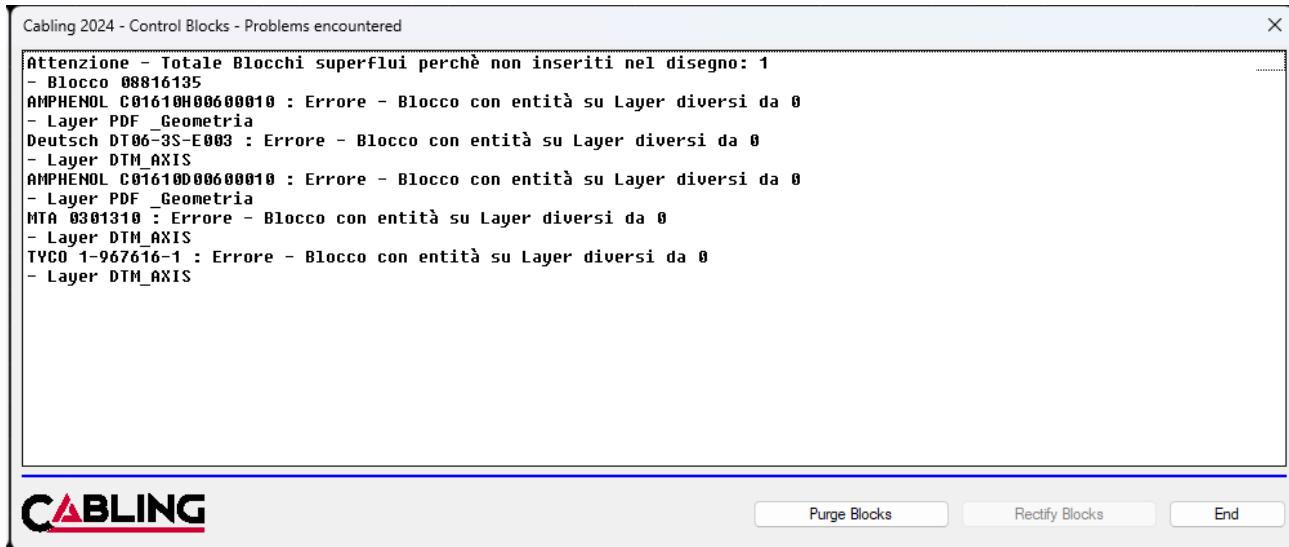 Cabling 2024 - Control Blocks - Problems encountered
Attenzione - Totale Blocchi superflui perchè non inseriti nel disegno: 1
- Blocco 08816135
AMPHENOL C01610H00600010 : Errore - Blocco con entità su Layer diversi da 0
- Layer PDF _Geometria
Deutsch DT06-3S-E003 : Errore - Blocco con entità su Layer diversi da 0
- Layer DTM_AXIS
AMPHENOL C01610D00600010 : Errore - Blocco con entità su Layer diversi da 0
- Layer PDF _Geometria
MTA 0301310 : Errore - Blocco con entità su Layer diversi da 0
- Layer DTM_AXIS
TYCO 1-967616-1 : Errore - Blocco con entità su Layer diversi da 0
- Layer DTM_AXIS
CABLING
Purge Blocks
Rectify Blocks
End